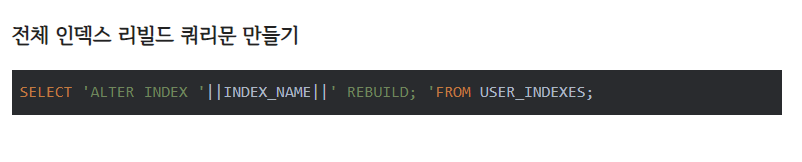 전체 인덱스 리빌드 쿼리문 만들기
SELECT 'ALTER INDEX '||INDEX_NAME||' REBUILD; 'FROM USER_INDEXES;